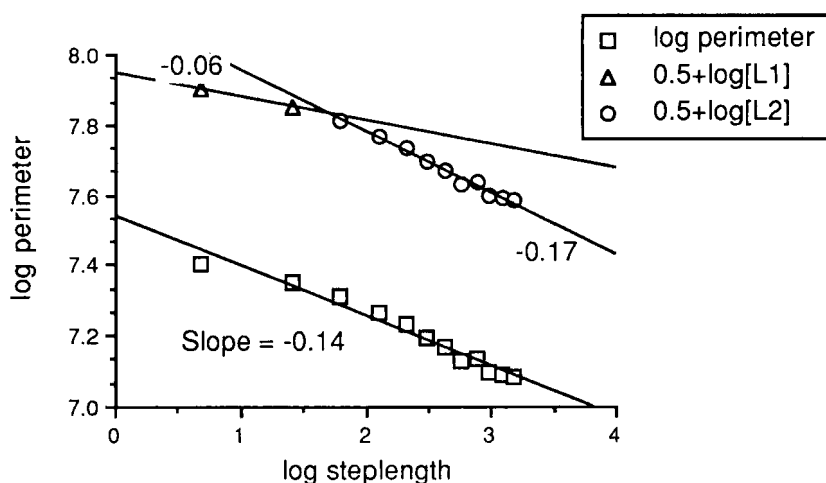 log perimeter
0.5+log[L1]
0.5+log[L2]
8.0
7.8
7.6
7.4
7.2
7.0
-0.06
-0.17
Slope = -0.14
log perimeter
0
1
2
3
4
log steplength